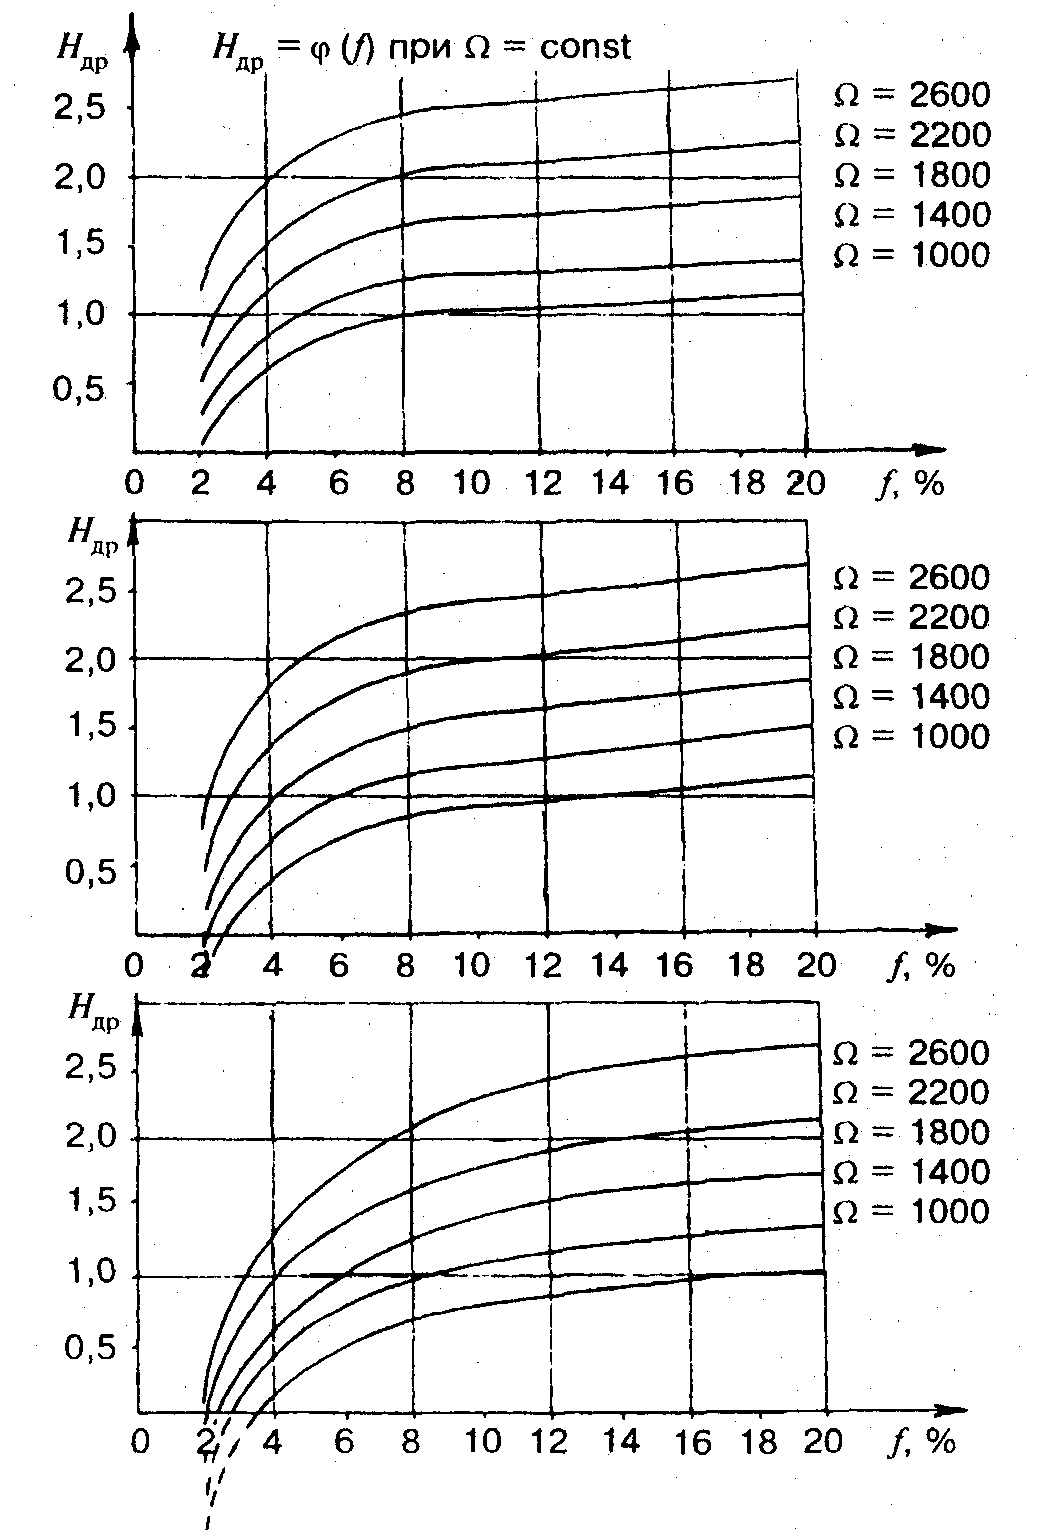 Hдр Hдр = φ (f) при Ω = const
2,5
2,0
1,5
1,0
0,5
Ω = 2600
Ω = 2200
Ω = 1800
Ω = 1400
Ω = 1000
0 2 4 6 8 10 12 14 16 18 20 f, %
Hдр
2,5
2,0
1,5
1,0
0,5
Ω = 2600
Ω = 2200
Ω = 1800
Ω = 1400
Ω = 1000
0 2 4 6 8 10 12 14 16 18 20 f, %
Hдр
2,5
2,0
1,5
1,0
0,5
Ω = 2600
Ω = 2200
Ω = 1800
Ω = 1400
Ω = 1000
0 2 4 6 8 10 12 14 16 18 20 f, %